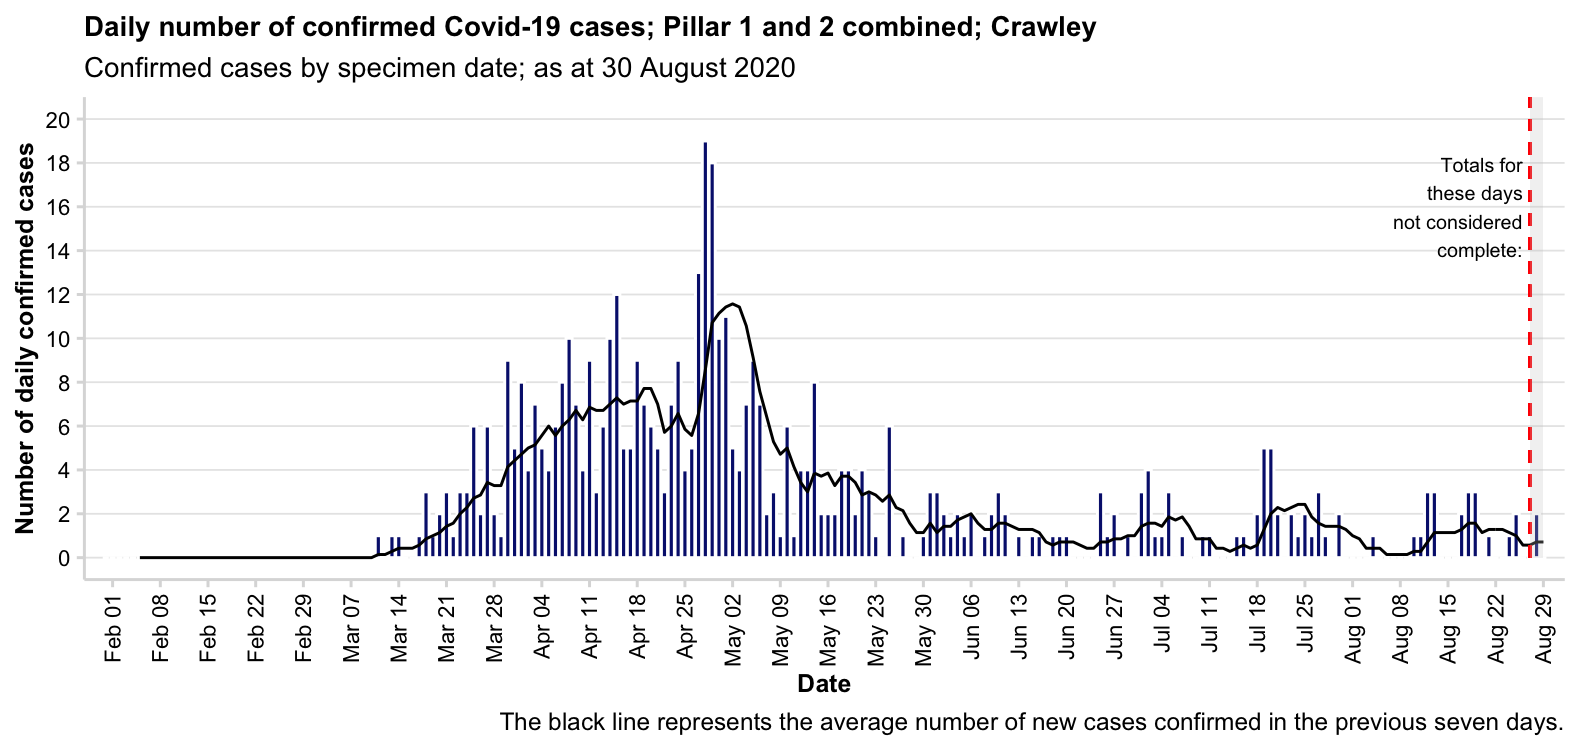 Daily number of confirmed Covid-19 cases; Pillar 1 and 2 combined; Crawley
Confirmed cases by specimen date; as at 30 August 2020
Number of daily confirmed cases
20
18
16
14
12
10
8
6
4
2
0
Totals for
these days
not considered
complete:
Feb 01
Feb 08
Feb 15
Feb 22
Feb 29
Mar 07
Mar 14
Mar 21
Mar 28
Apr 04
Apr 11
Apr 18
Apr 25
May 02
May 09
May 16
May 23
May 30
Jun 06
Jun 13
Jun 20
Jun 27
Jul 04
Jul 11
Jul 18
Jul 25
Aug 01
Aug 08
Aug 15
Aug 22
Aug 29
Date
The black line represents the average number of new cases confirmed in the previous seven days.